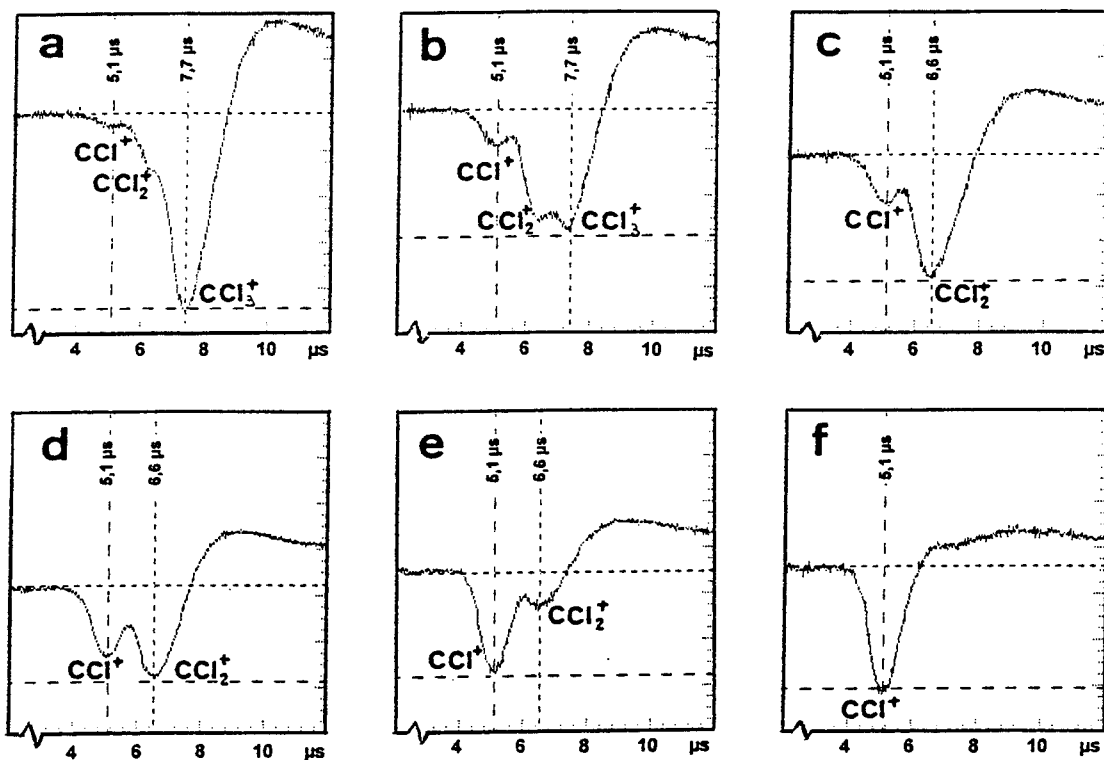 a
5,1 µs
7,7 µs
CCl⁺
CCl₂⁺
CCl₃⁺
4 6 8 10 µs
b
5,1 µs
7,7 µs
CCl⁺
CCl₂⁺
CCl₃⁺
4 6 8 10 µs
c
5,1 µs
6,6 µs
CCl⁺
CCl₂⁺
4 6 8 10 µs
d
5,1 µs
6,6 µs
CCl⁺
CCl₂⁺
4 6 8 10 µs
e
5,1 µs
6,6 µs
CCl⁺
CCl₂⁺
4 6 8 10 µs
f
5,1 µs
CCl⁺
4 6 8 10 µs